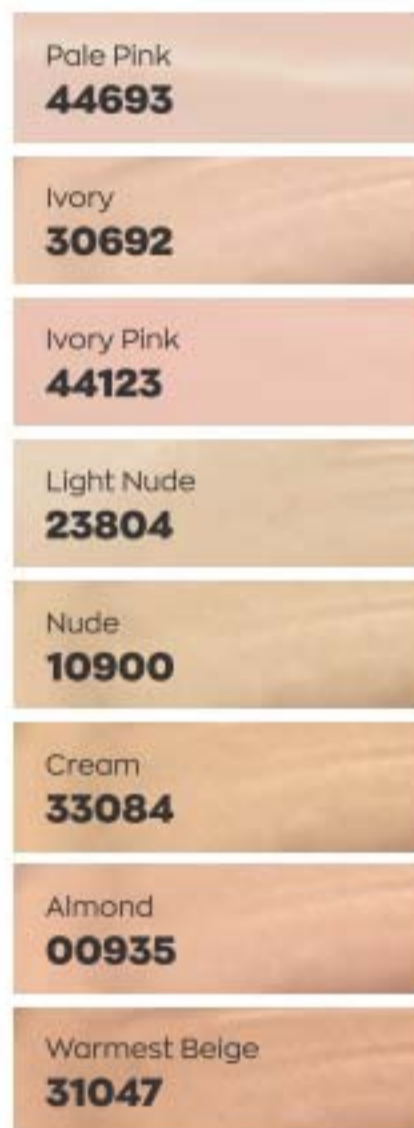 Pale Pink
44693
Ivory
30692
Ivory Pink
44123
Light Nude
23804
Nude
10900
Cream
33084
Almond
00935
Warmest Beige
31047